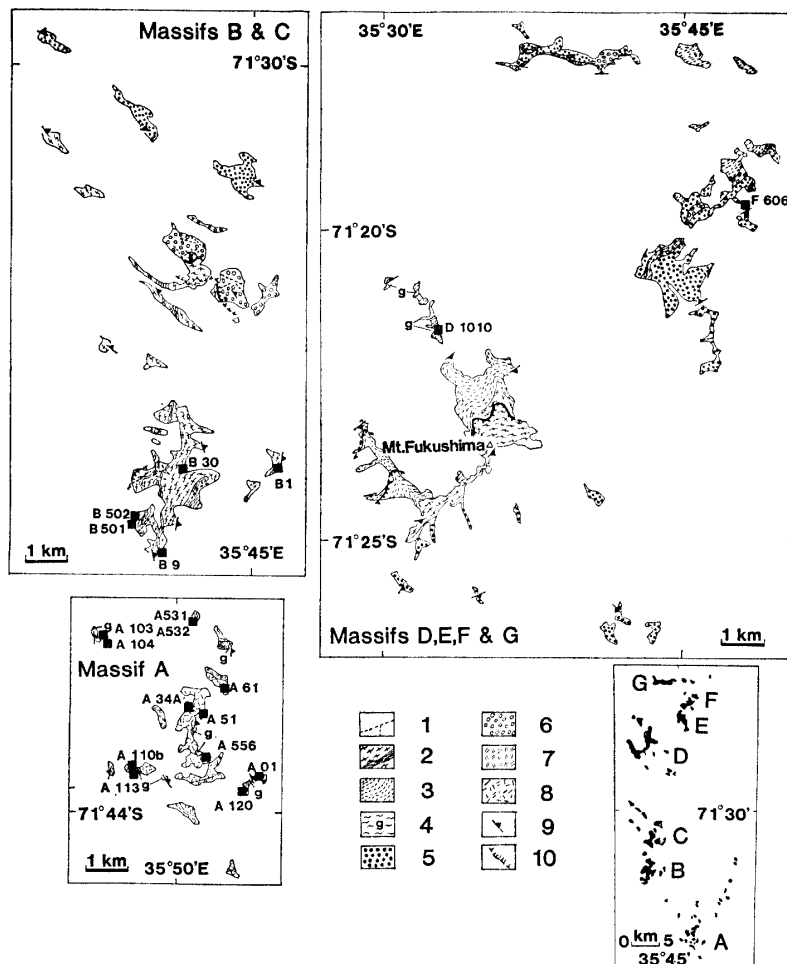 Massifs B & C
71°30'S
B 30
B 1
B 502
B 501
B 9
1 km
35°45'E
35°30'E
35°45'E
F 606
71°20'S
g
g
D 1010
Mt.Fukushima
71°25'S
Massifs D,E,F & G
1 km
A531
A532
g
A 103
A 104
g
Massif A
A 61
A 34A
A 51
g
A 556
A 110b
A 01
A 113
g
g
A 120
71°44'S
1 km
35°50'E
1
2
3
g
4
5
6
7
8
9
10
G
F
E
D
71°30'
C
B
0 km 5
A
35°45'